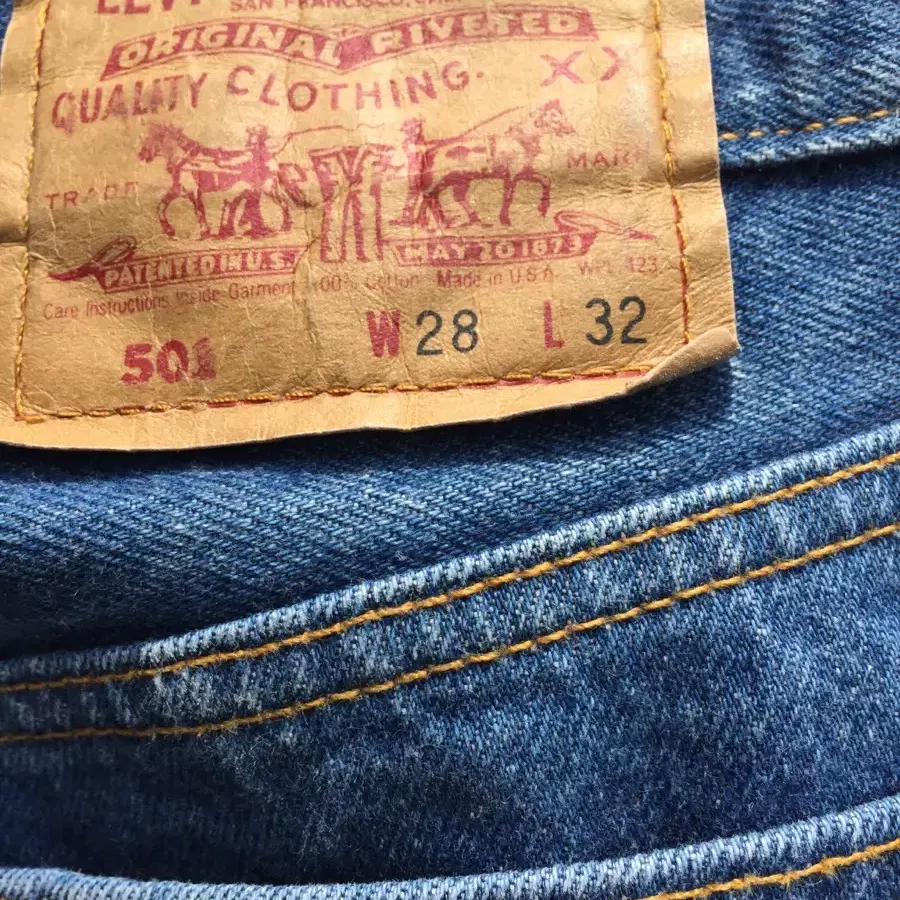 SAN FRANCISCO
ORIGINAL RIVETED
QUALITY CLOTHING. XX
TRADE MARK
PATENTED IN U.S. MAY 20 1873
Care Instructions Inside Garment 100% Cotton Made in U.S.A. WPL 423
501 W 28 L 32